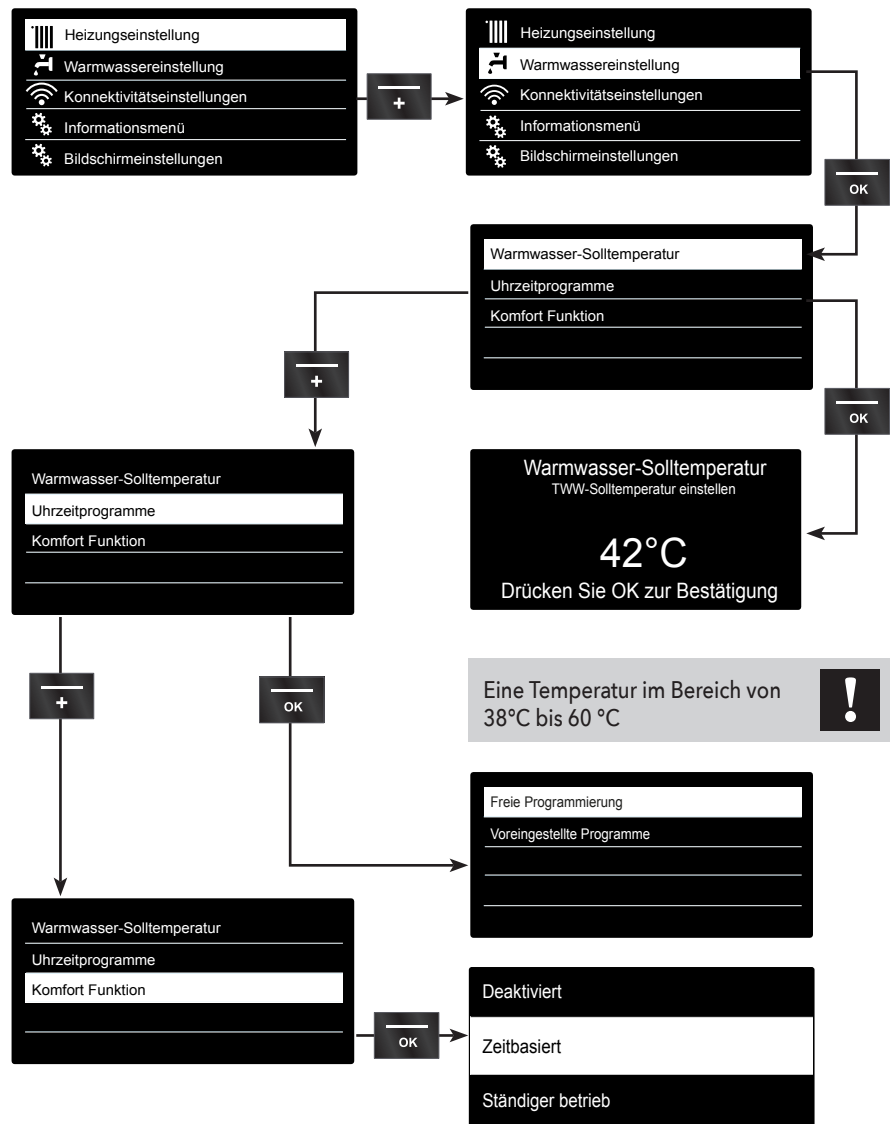 Heizungseinstellung
Warmwassereinstellung
Konnektivitätseinstellungen
Informationsmenü
Bildschirmeinstellungen
+
Heizungseinstellung
Warmwassereinstellung
Konnektivitätseinstellungen
Informationsmenü
Bildschirmeinstellungen
OK
Warmwasser-Solltemperatur
Uhrzeitprogramme
Komfort Funktion
+
OK
Warmwasser-Solltemperatur
Uhrzeitprogramme
Komfort Funktion
Warmwasser-Solltemperatur
TWW-Solltemperatur einstellen
42°C
Drücken Sie OK zur Bestätigung
+
OK
Eine Temperatur im Bereich von
38°C bis 60 °C
!
Freie Programmierung
Voreingestellte Programme
Warmwasser-Solltemperatur
Uhrzeitprogramme
Komfort Funktion
OK
Deaktiviert
Zeitbasiert
Ständiger betrieb